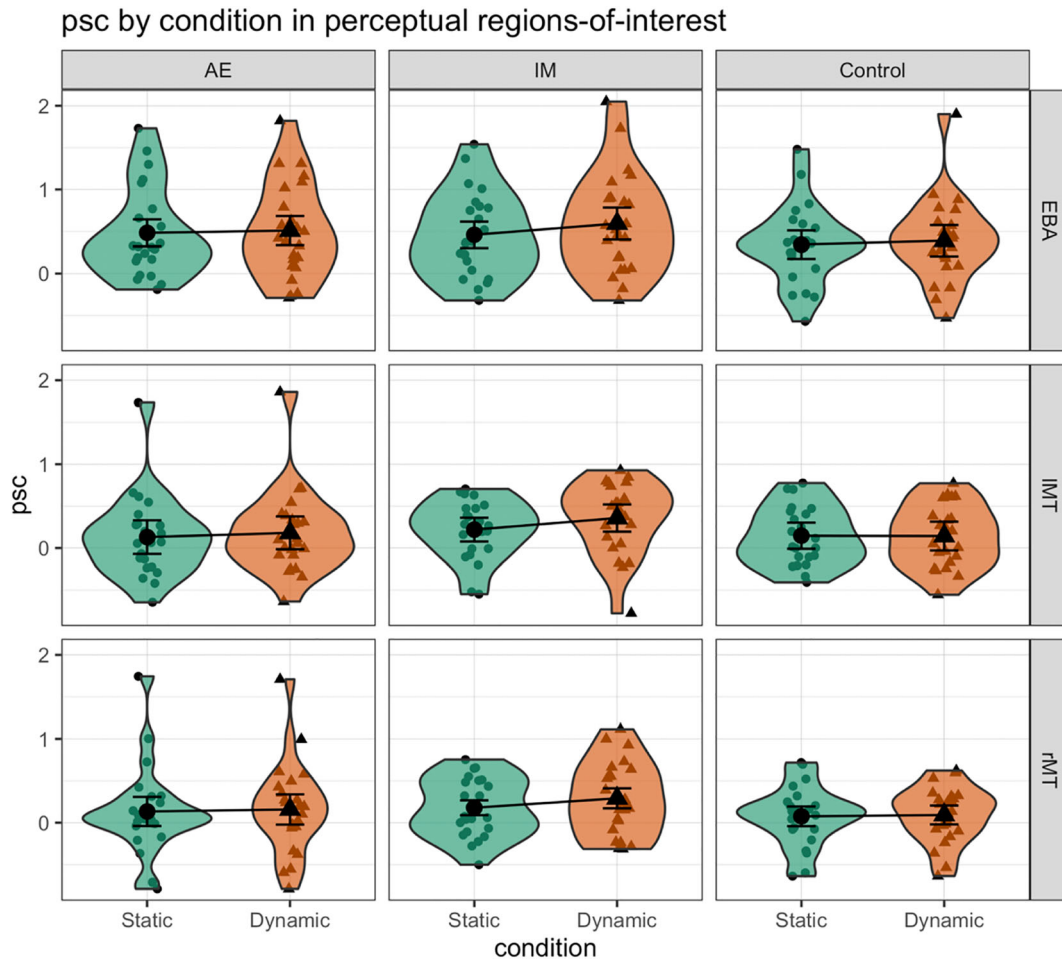 psc by condition in perceptual regions-of-interest
AE
IM
Control
2
1
0
EBA
2
1
0
lMT
2
1
0
rMT
psc
Static
Dynamic
Static
Dynamic
Static
Dynamic
condition